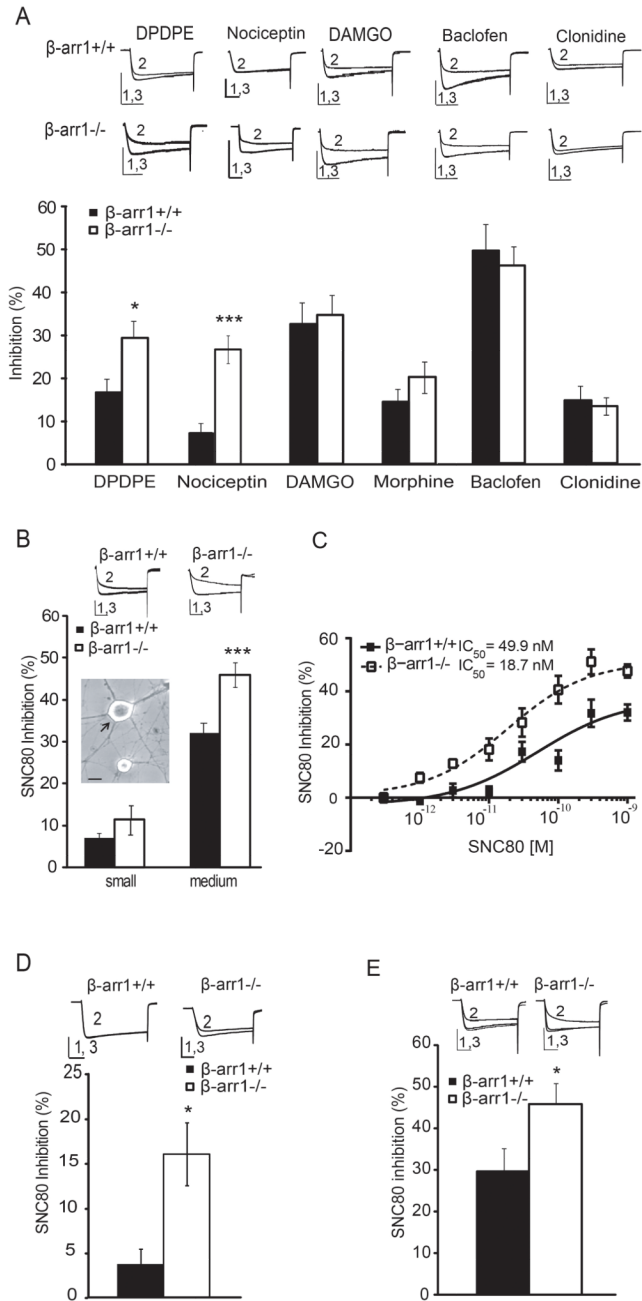 A
DPDPE Nociceptin DAMGO Baclofen Clonidine
β-arr1+/+
2 2 2 2 2
1,3 1,3 1,3 1,3 1,3
β-arr1-/-
2 2 2 2 2
1,3 1,3 1,3 1,3 1,3
60
β-arr1+/+
β-arr1-/-
50
40
30
20
10
0
Inhibition (%)
* ***
DPDPE Nociceptin DAMGO Morphine Baclofen Clonidine
B
β-arr1+/+ β-arr1-/-
2 2
1,3 1,3
60
β-arr1+/+
β-arr1-/-
50
40
30
20
10
0
SNC80 Inhibition (%)
***
small medium
C
β−arr1+/+ IC50= 49.9 nM
β−arr1-/- IC50= 18.7 nM
60
40
20
0
-20
SNC80 Inhibition (%)
10-12 10-11 10-10 10-9
SNC80 [M]
D
β-arr1+/+ β-arr1-/-
2 2
1, 3 1,3
β-arr1+/+
β-arr1-/-
25
20
15
10
5
0
SNC80 Inhibition (%)
*
E
β-arr1+/+ β-arr1-/-
2 2
1,3 1,3
60
β-arr1+/+
β-arr1-/-
50
40
30
20
10
0
SNC80 inhibition (%)
*